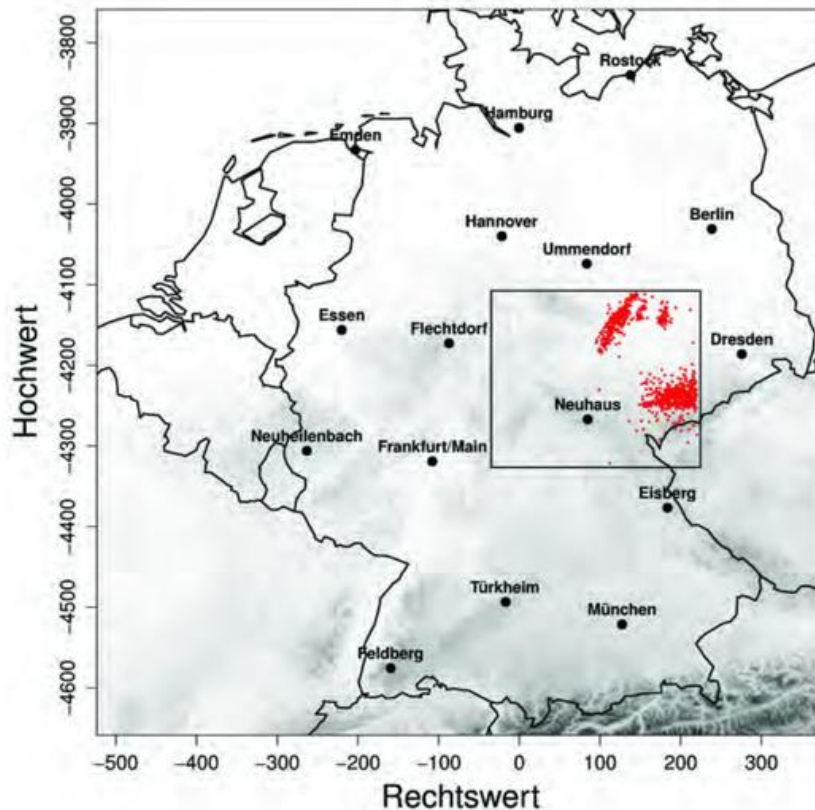 −3800
Rostock
−3900
Hamburg
Emden
−4000
Hannover
Berlin
Ummendorf
−4100
Essen
Flechtdorf
Dresden
−4200
Hochwert
Neuhaus
−4300
Neuheilenbach
Frankfurt/Main
Eisberg
−4400
−4500
Türkheim
München
−4600
Feldberg
−500 −400 −300 −200 −100 0 100 200 300
Rechtswert